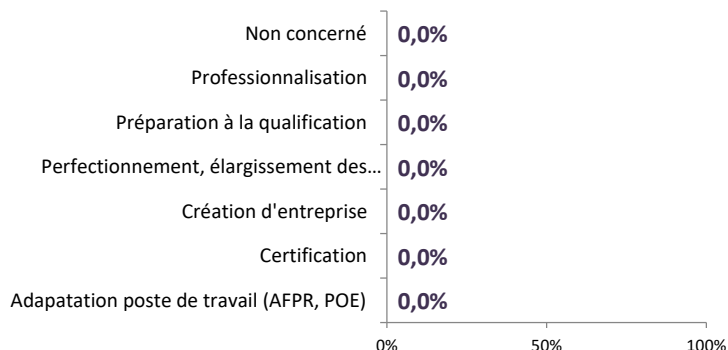 Non concerné 0,0%
Professionnalisation 0,0%
Préparation à la qualification 0,0%
Perfectionnement, élargissement des... 0,0%
Création d'entreprise 0,0%
Certification 0,0%
Adapatation poste de travail (AFPR, POE) 0,0%
0% 50% 100%